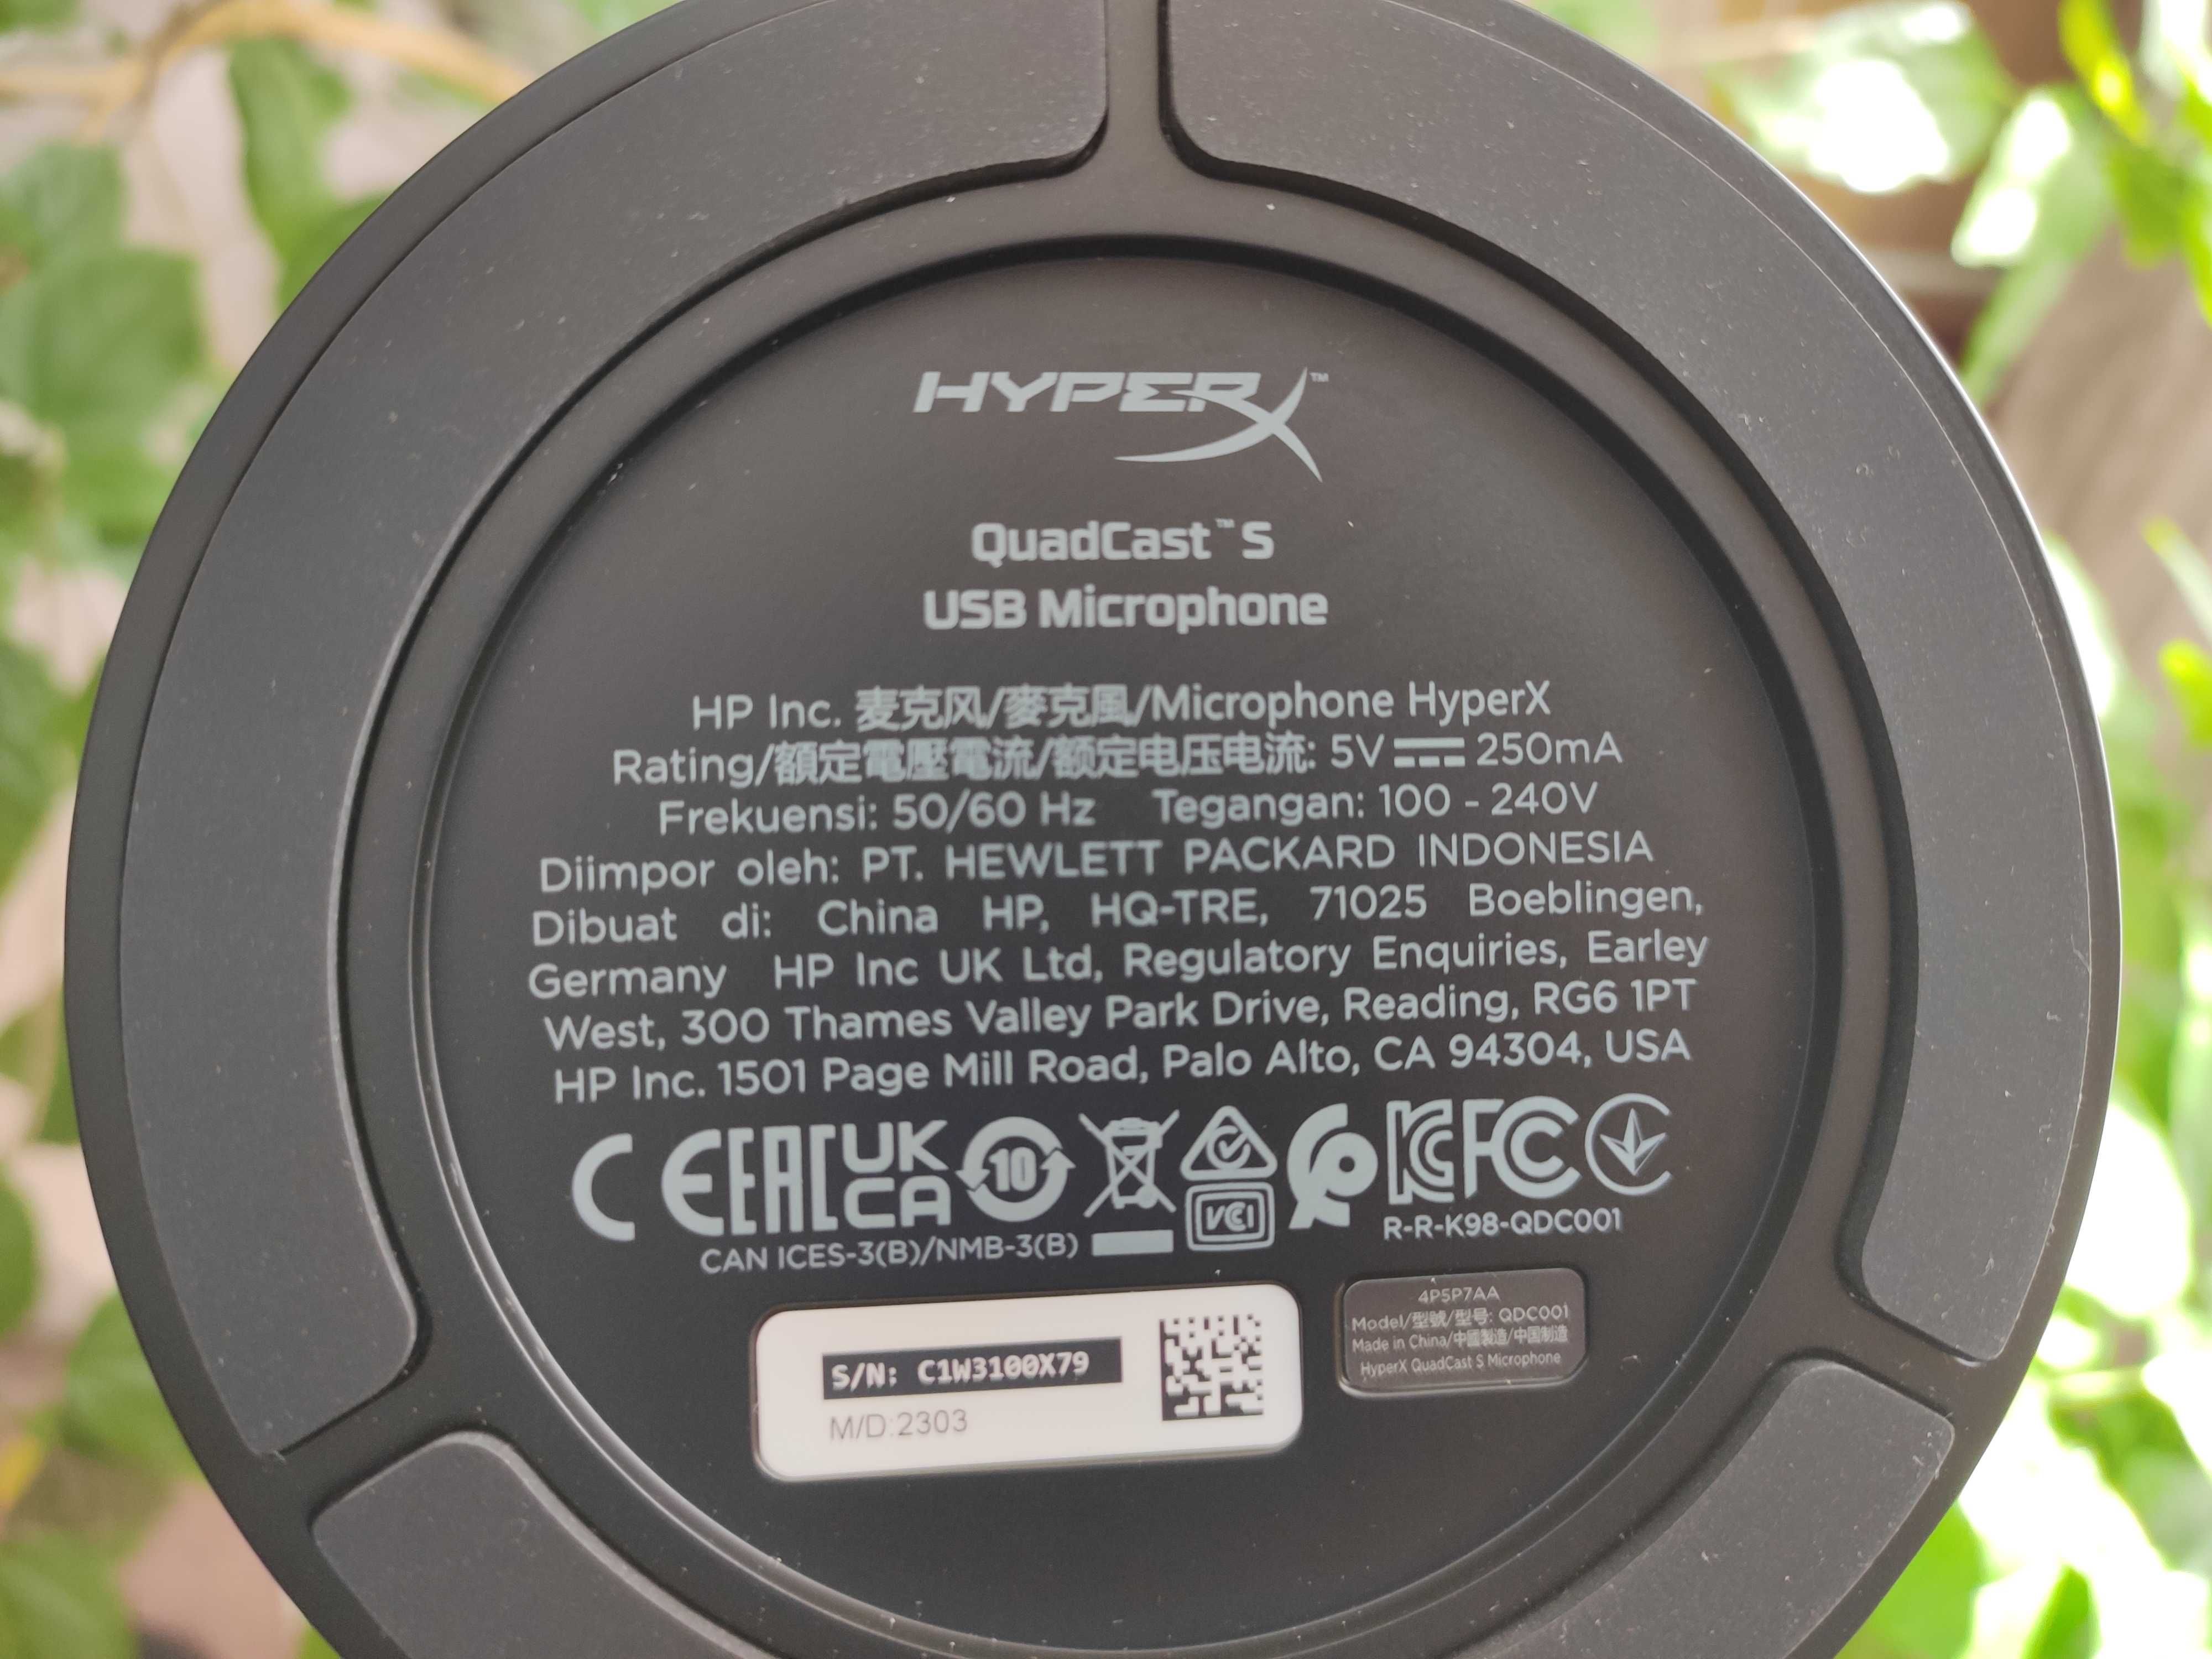 HYPERX™
QuadCast™ S
USB Microphone
HP Inc. 麦克风/麥克風/Microphone HyperX
Rating/額定電壓電流/额定电压电流: 5V ⎓ 250mA
Frekuensi: 50/60 Hz Tegangan: 100 - 240V
Diimpor oleh: PT. HEWLETT PACKARD INDONESIA
Dibuat di: China HP, HQ-TRE, 71025 Boeblingen,
Germany HP Inc UK Ltd, Regulatory Enquiries, Earley
West, 300 Thames Valley Park Drive, Reading, RG6 1PT
HP Inc. 1501 Page Mill Road, Palo Alto, CA 94304, USA
CE EAC UK CA 10 VCI KC FC
CAN ICES-3(B)/NMB-3(B)
R-R-K98-QDC001
S/N: C1W3100X79
M/D:2303
4P5P7AA
Model/型號/型号: QDC001
Made in China/中國製造/中国制造
HyperX QuadCast S Microphone